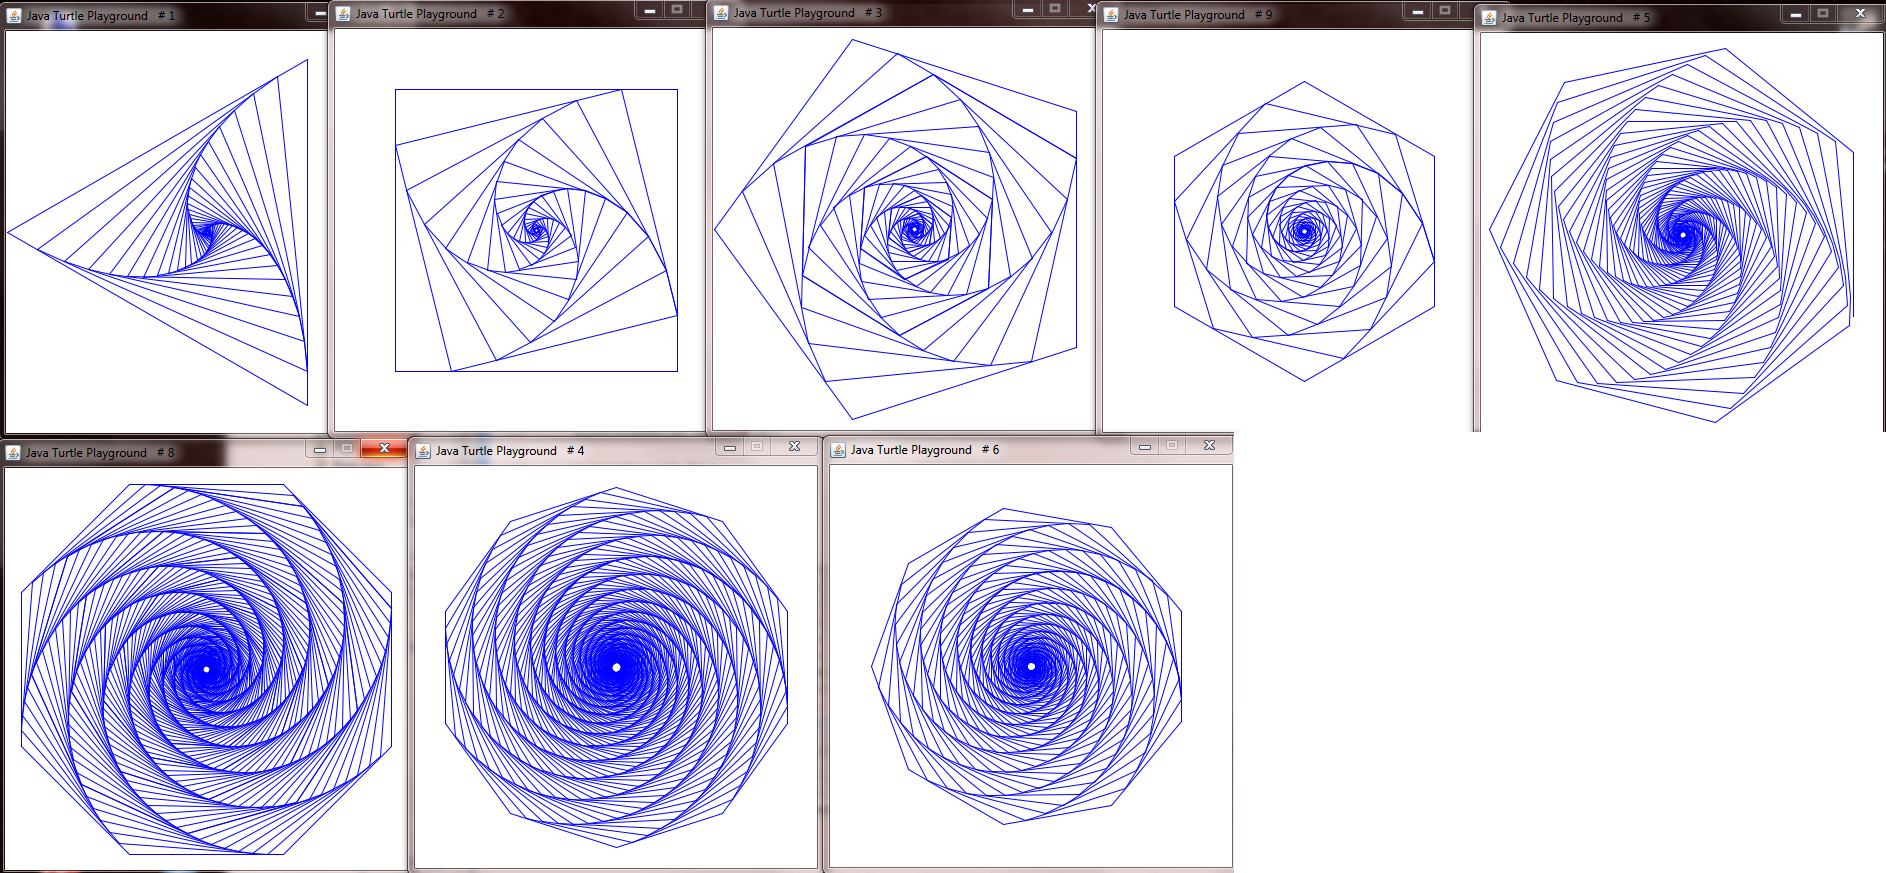 Java Turtle Playground # 1
Java Turtle Playground # 2
Java Turtle Playground # 3
Java Turtle Playground # 9
Java Turtle Playground # 5
Java Turtle Playground # 8
Java Turtle Playground # 4
Java Turtle Playground # 6